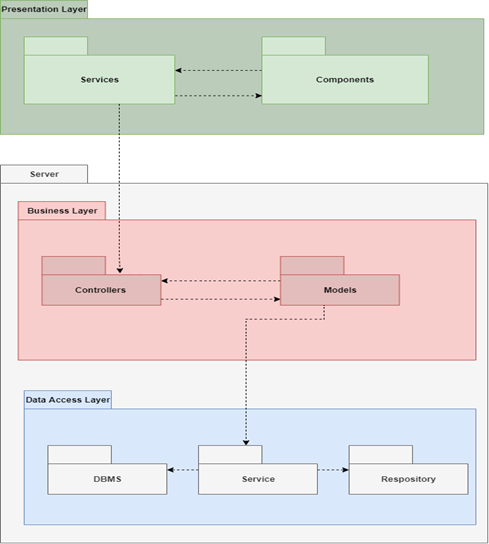 Presentation Layer
Services
Components
Server
Business Layer
Controllers
Models
Data Access Layer
DBMS
Service
Respository